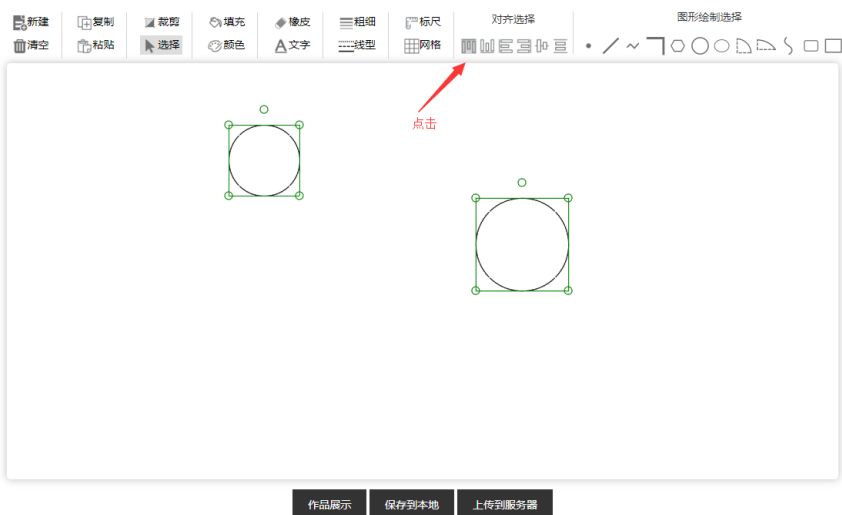 新建 复制 裁剪 填充 橡皮 粗细 标尺 对齐选择 图形绘制选择
清空 粘贴 选择 颜色 文字 线型 网格
点击
作品展示 保存到本地 上传到服务器